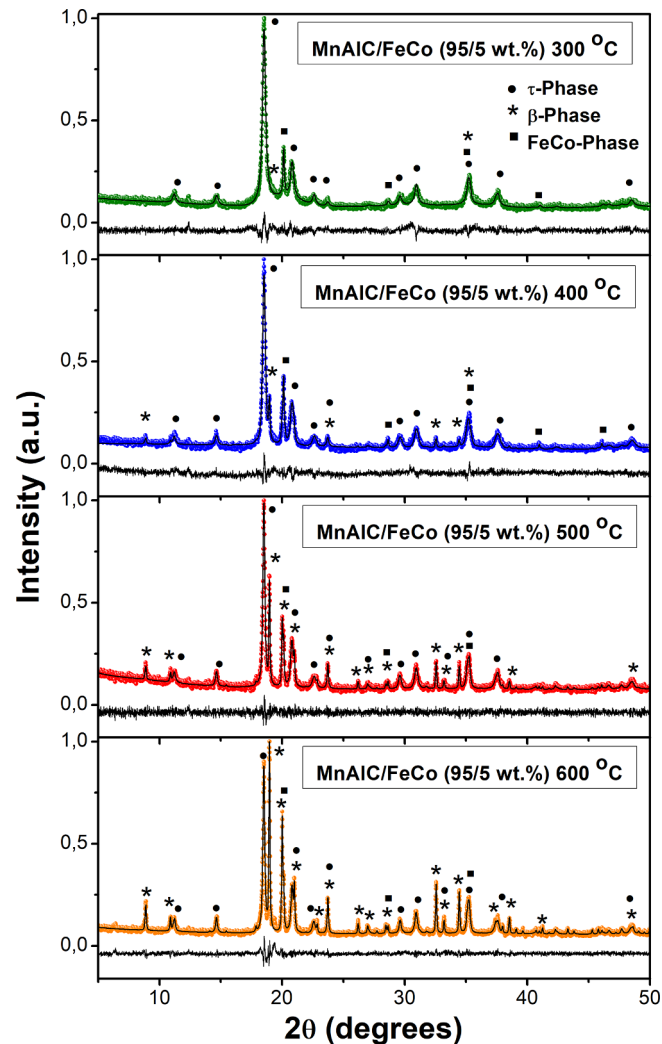 MnAlC/FeCo (95/5 wt.%) 300 °C
τ-Phase
β-Phase
FeCo-Phase
1,0
0,5
0,0
MnAlC/FeCo (95/5 wt.%) 400 °C
1,0
0,5
0,0
MnAlC/FeCo (95/5 wt.%) 500 °C
1,0
0,5
0,0
MnAlC/FeCo (95/5 wt.%) 600 °C
1,0
0,5
0,0
Intensity (a.u.)
10 20 30 40 50
2θ (degrees)